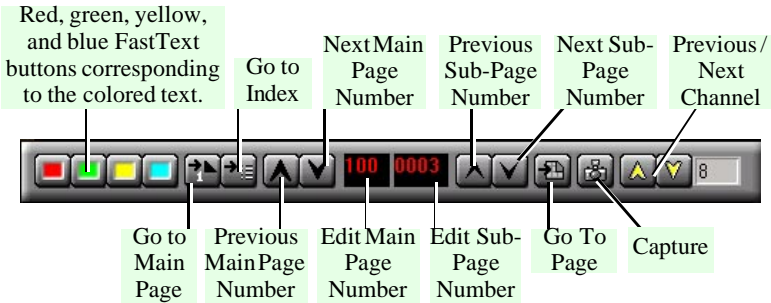 Red, green, yellow,
and blue FastText
buttons corresponding
to the colored text.
Go to
Index
Next Main
Page
Number
Previous
Sub-Page
Number
Next Sub-
Page
Number
Previous /
Next
Channel
1
100
0003
8
Go to
Main
Page
Previous
Main Page
Number
Edit Main
Page
Number
Edit Sub-
Page
Number
Go To
Page
Capture